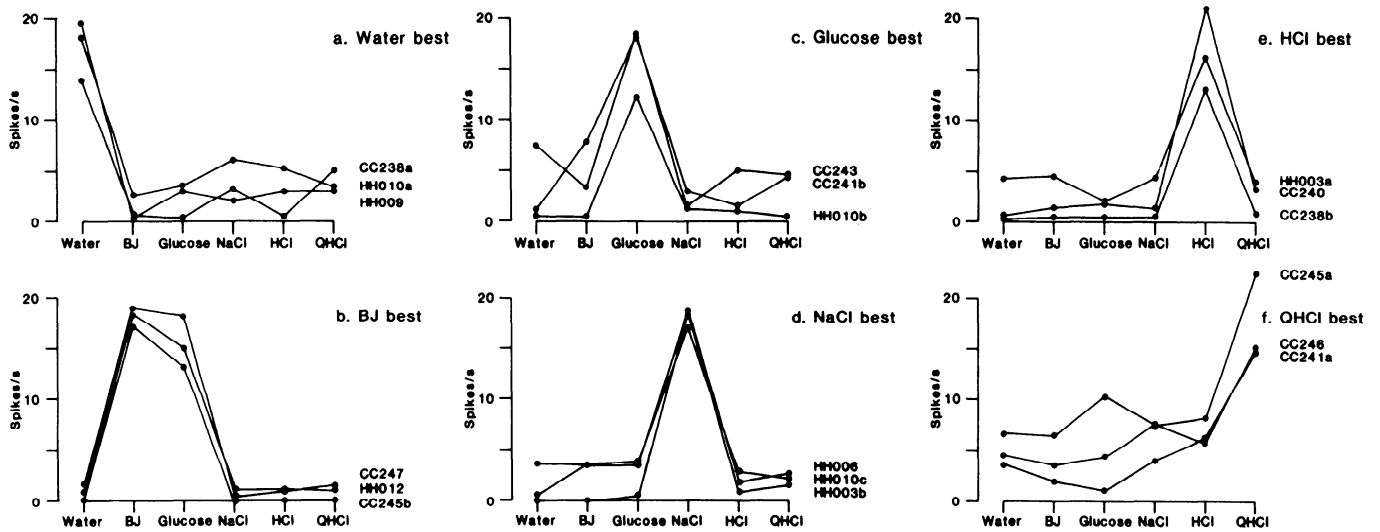 a. Water best
Spikes/s
20
10
0
CC238a
HH010a
HH009
Water BJ Glucose NaCl HCl QHCl
b. BJ best
Spikes/s
20
10
0
CC247
HH012
CC245b
Water BJ Glucose NaCl HCl QHCl
c. Glucose best
Spikes/s
20
10
0
CC243
CC241b
HH010b
Water BJ Glucose NaCl HCl QHCl
d. NaCl best
Spikes/s
20
10
0
HH006
HH010c
HH003b
Water BJ Glucose NaCl HCl QHCl
e. HCl best
Spikes/s
20
10
0
HH003a
CC240
CC238b
Water BJ Glucose NaCl HCl QHCl
f. QHCl best
Spikes/s
20
10
0
CC245a
CC246
CC241a
Water BJ Glucose NaCl HCl QHCl